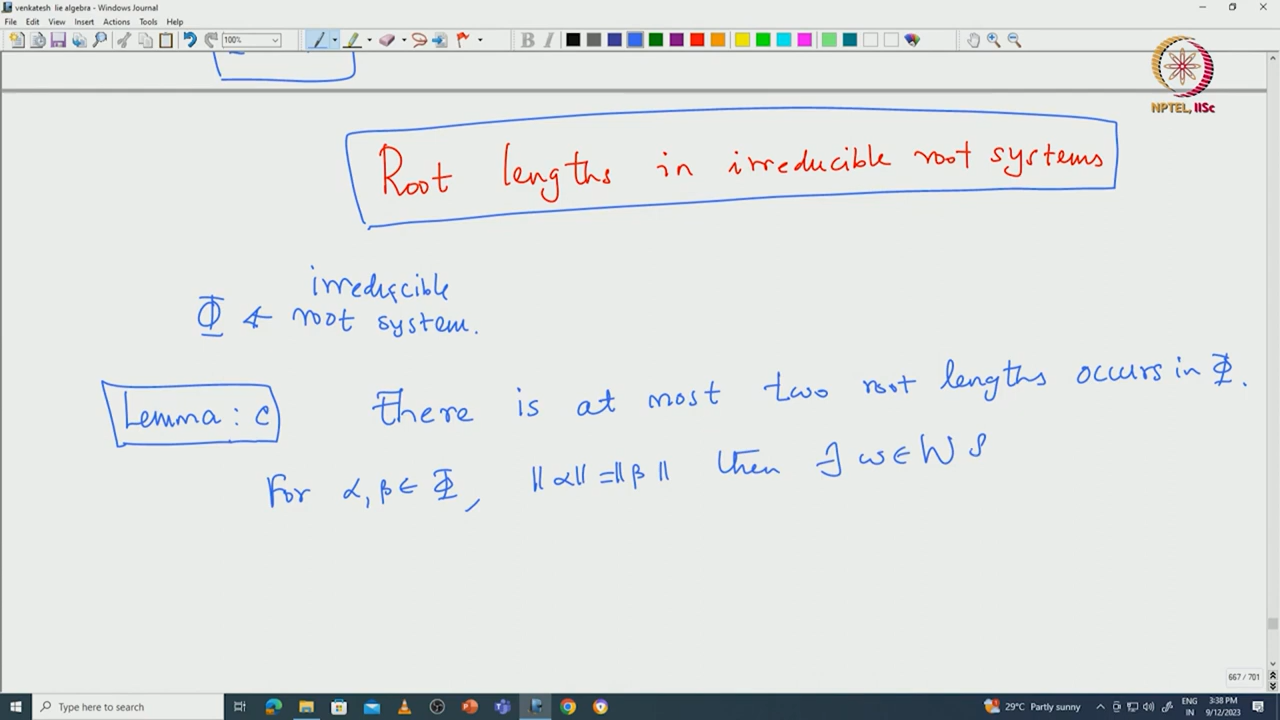 venkatesh lie algebra - Windows Journal
File Edit View Insert Actions Tools Help
100%
NPTEL, IISc
Root lengths in irreducible root systems
irreducible
Φ ← root system.
Lemma : c There is at most two root lengths occurs in Φ.
For α, β ∈ Φ, ||α|| = ||β|| then ∃ ω ∈ W
667 / 701
Type here to search
29°C Partly sunny
ENG
IN
3:38 PM
9/12/2023